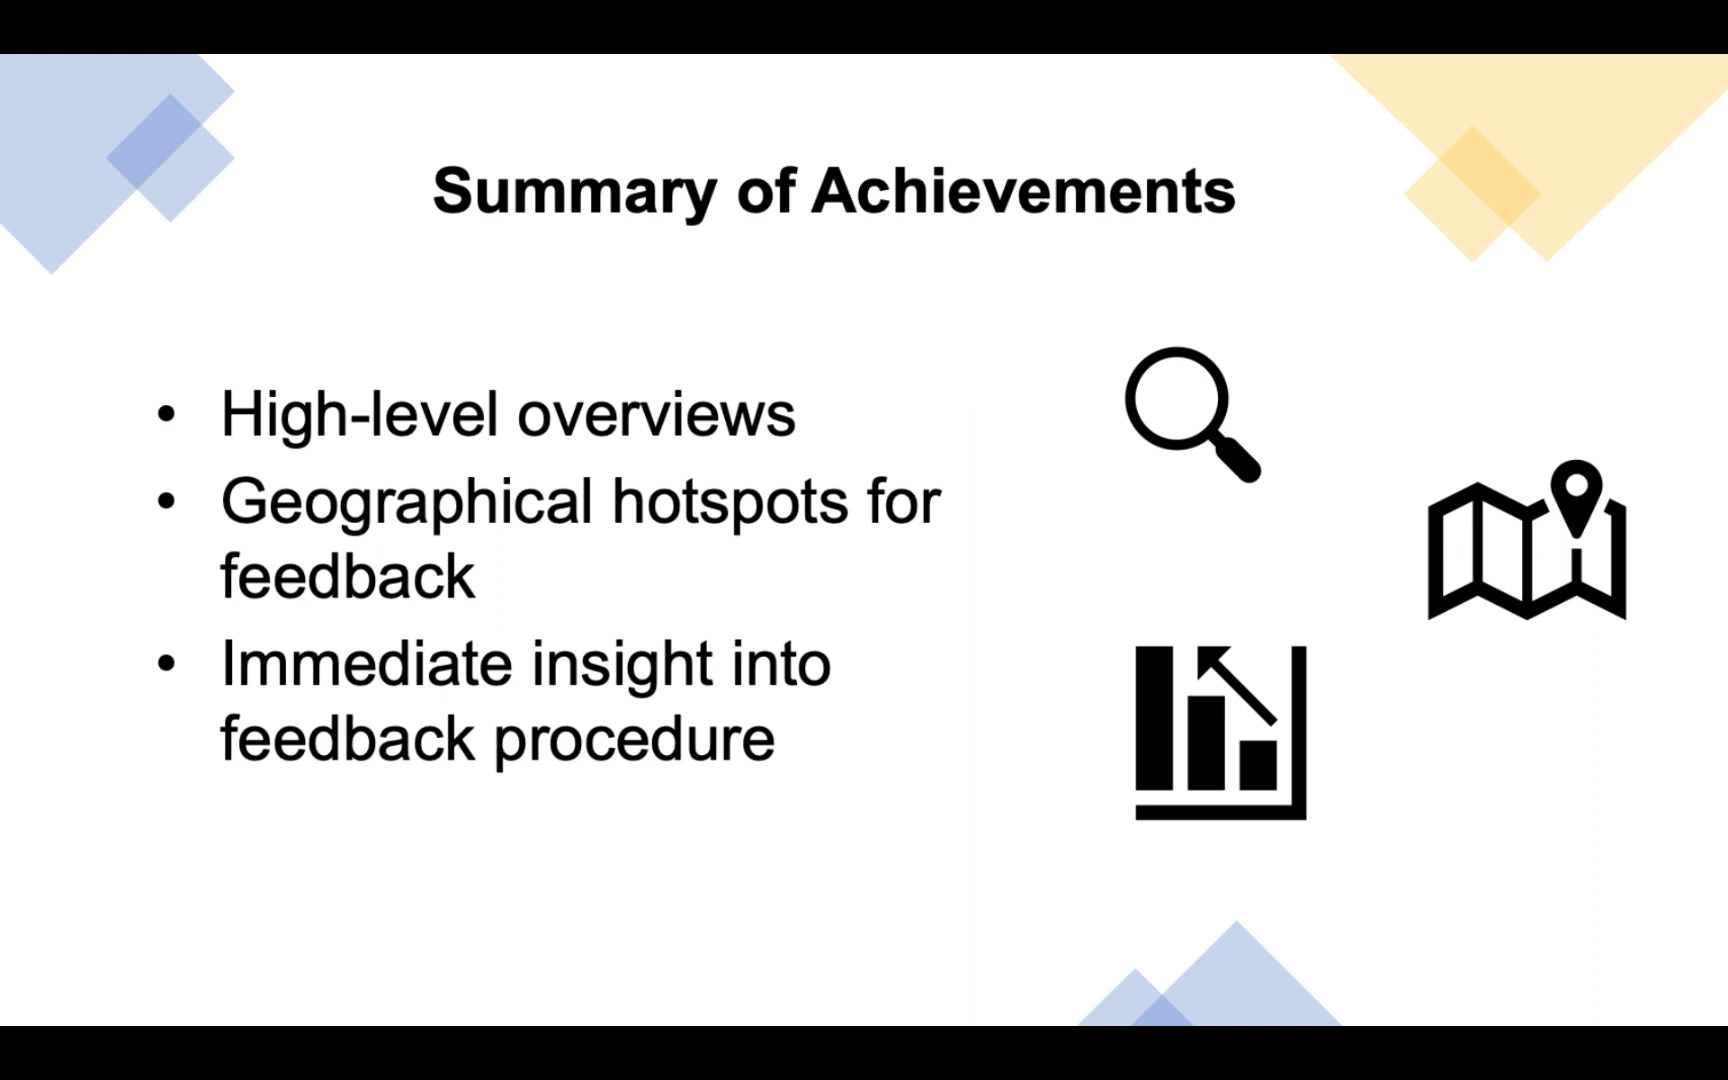 Summary of Achievements
• High-level overviews
• Geographical hotspots for
feedback
• Immediate insight into
feedback procedure